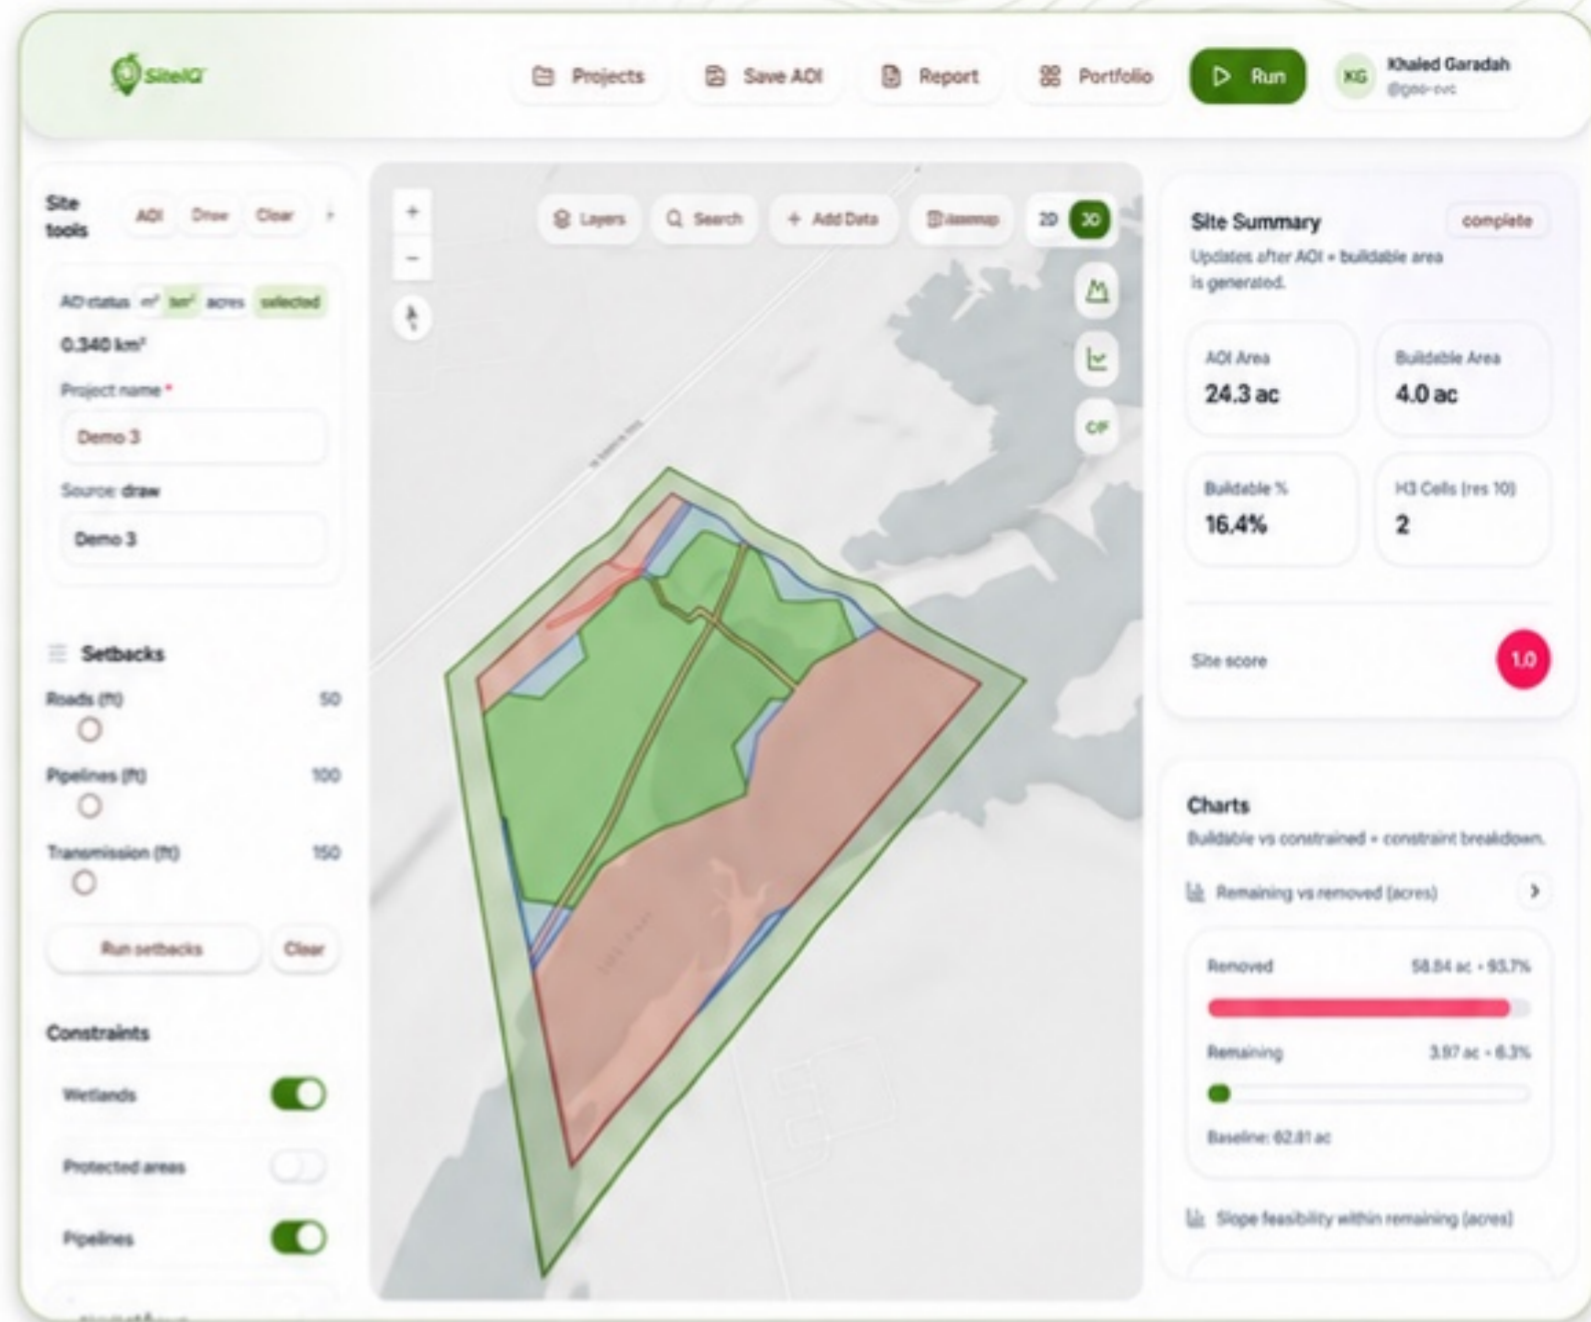 SiteIQ
Projects
Save AOI
Report
Portfolio
Run
KG
Khaled Garadah
Site
tools
AOI
Draw
Clear
AOI status
m²
km²
acres
selected
0.340 km²
Project name *
Demo 3
Source: draw
Demo 3
Setbacks
Roads (ft)
50
Pipelines (ft)
100
Transmission (ft)
150
Run setbacks
Clear
Constraints
Wetlands
Protected areas
Pipelines
+
−
Layers
Search
+ Add Data
Basemap
2D
3D
Site Summary
complete
Updates after AOI + buildable area
is generated.
AOI Area
24.3 ac
Buildable Area
4.0 ac
Buildable %
16.4%
H3 Cells (res 10)
2
Site score
1.0
Charts
Buildable vs constrained + constraint breakdown.
Remaining vs removed (acres)
Removed
58.84 ac • 93.7%
Remaining
3.97 ac • 6.3%
Baseline: 62.81 ac
Slope feasibility within remaining (acres)